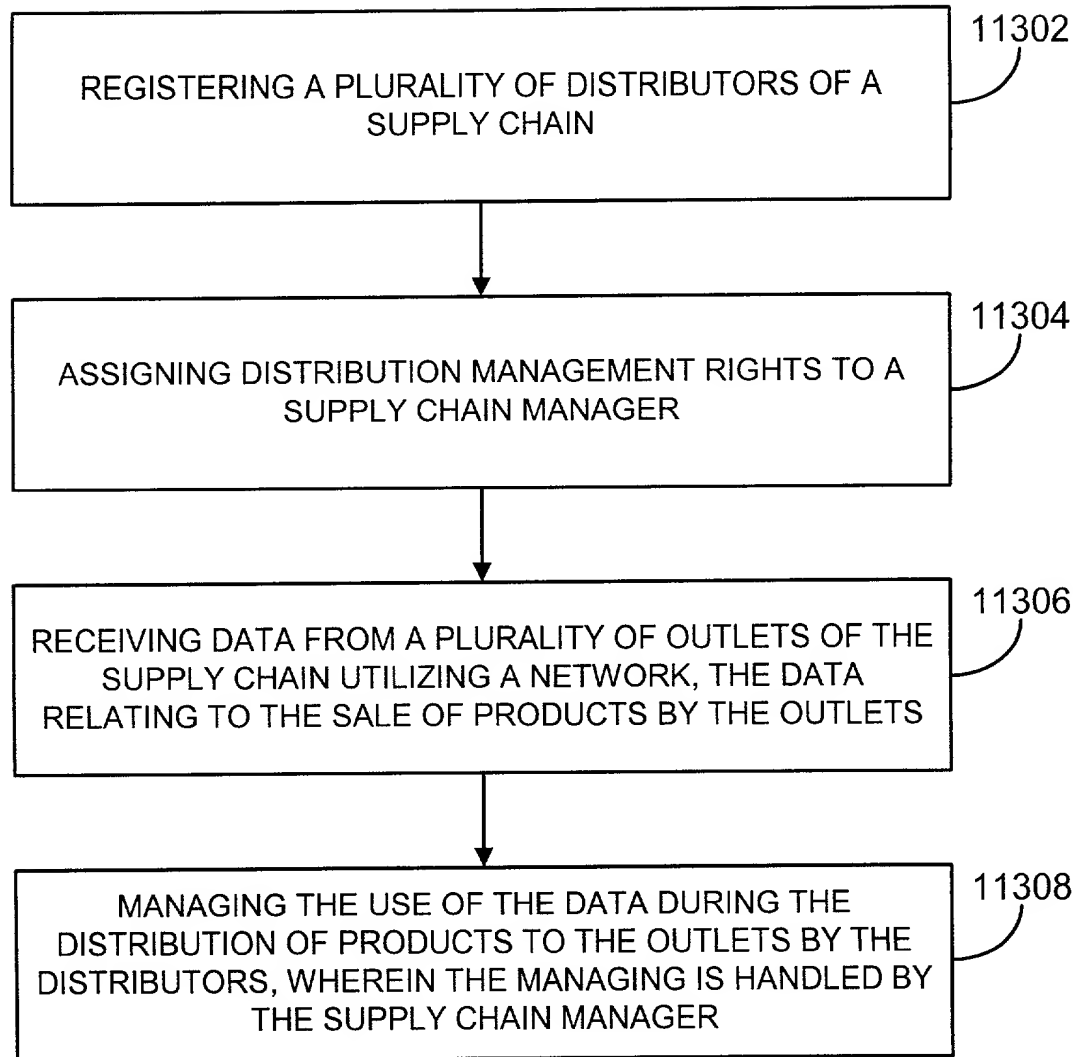 11302
REGISTERING A PLURALITY OF DISTRIBUTORS OF A
SUPPLY CHAIN
11304
ASSIGNING DISTRIBUTION MANAGEMENT RIGHTS TO A
SUPPLY CHAIN MANAGER
11306
RECEIVING DATA FROM A PLURALITY OF OUTLETS OF THE
SUPPLY CHAIN UTILIZING A NETWORK, THE DATA
RELATING TO THE SALE OF PRODUCTS BY THE OUTLETS
11308
MANAGING THE USE OF THE DATA DURING THE
DISTRIBUTION OF PRODUCTS TO THE OUTLETS BY THE
DISTRIBUTORS, WHEREIN THE MANAGING IS HANDLED BY
THE SUPPLY CHAIN MANAGER